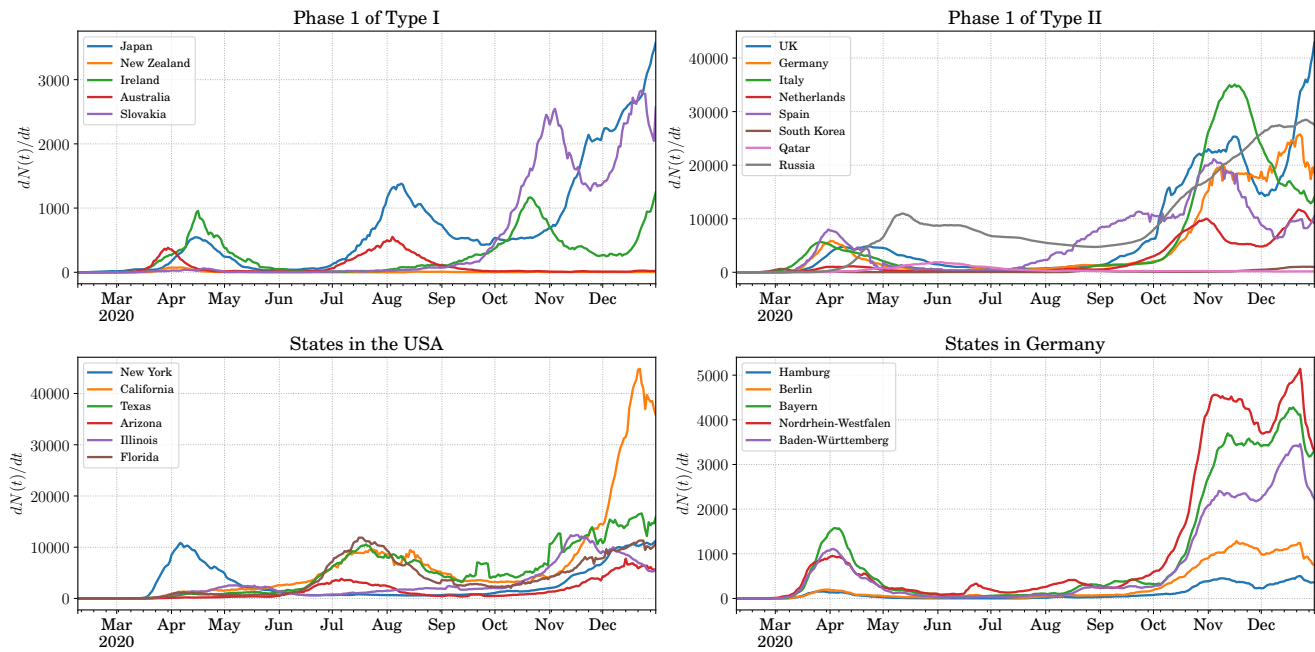 Phase 1 of Type I
dN(t)/dt
3000
2000
1000
0
Japan
New Zealand
Ireland
Australia
Slovakia
Mar Apr May Jun Jul Aug Sep Oct Nov Dec
2020
Phase 1 of Type II
dN(t)/dt
40000
30000
20000
10000
0
UK
Germany
Italy
Netherlands
Spain
South Korea
Qatar
Russia
Mar Apr May Jun Jul Aug Sep Oct Nov Dec
2020
States in the USA
dN(t)/dt
40000
30000
20000
10000
0
New York
California
Texas
Arizona
Illinois
Florida
Mar Apr May Jun Jul Aug Sep Oct Nov Dec
2020
States in Germany
dN(t)/dt
5000
4000
3000
2000
1000
0
Hamburg
Berlin
Bayern
Nordrhein-Westfalen
Baden-Württemberg
Mar Apr May Jun Jul Aug Sep Oct Nov Dec
2020